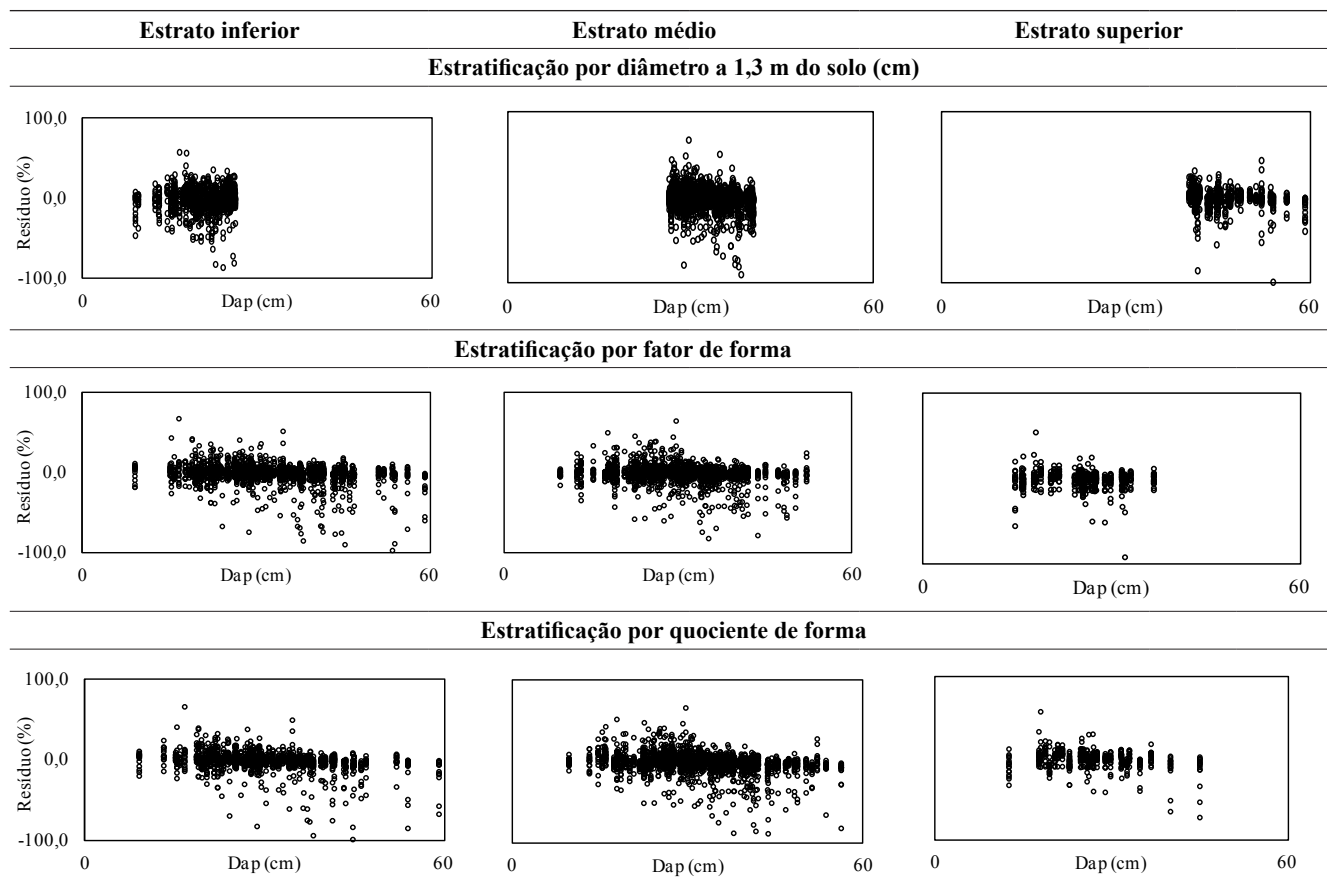 Estrato inferior Estrato médio Estrato superior
Estratificação por diâmetro a 1,3 m do solo (cm)
100,0
Resíduo (%)
0,0
-100,0
0 60 0 60 0 60
Dap (cm) Dap (cm) Dap (cm)
Estratificação por fator de forma
100,0
Resíduo (%)
0,0
-100,0
0 60 0 60 0 60
Dap (cm) Dap (cm) Dap (cm)
Estratificação por quociente de forma
100,0
Resíduo (%)
0,0
-100,0
0 60 0 60 0 60
Dap (cm) Dap (cm) Dap (cm)